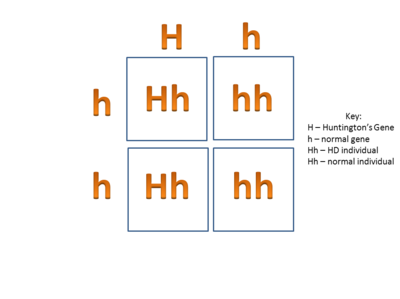 H h
h Hh hh
h Hh hh
Key:
H – Huntington's Gene
h – normal gene
Hh – HD individual
Hh – normal individual